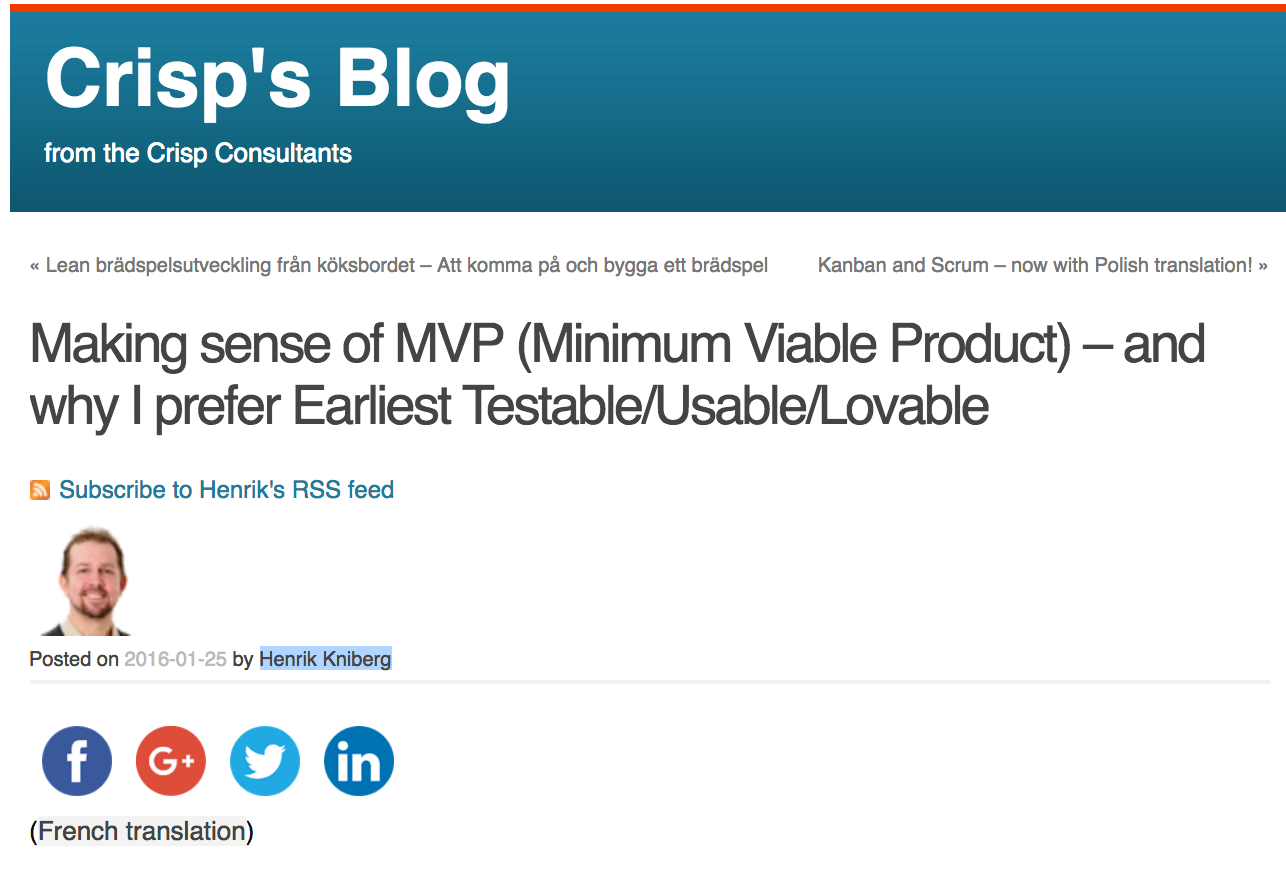 Crisp's Blog
from the Crisp Consultants
« Lean brädspelsutveckling från köksbordet – Att komma på och bygga ett brädspel
Kanban and Scrum – now with Polish translation! »
Making sense of MVP (Minimum Viable Product) – and
why I prefer Earliest Testable/Usable/Lovable
Subscribe to Henrik's RSS feed
Posted on 2016-01-25 by Henrik Kniberg
f G+ in
(French translation)